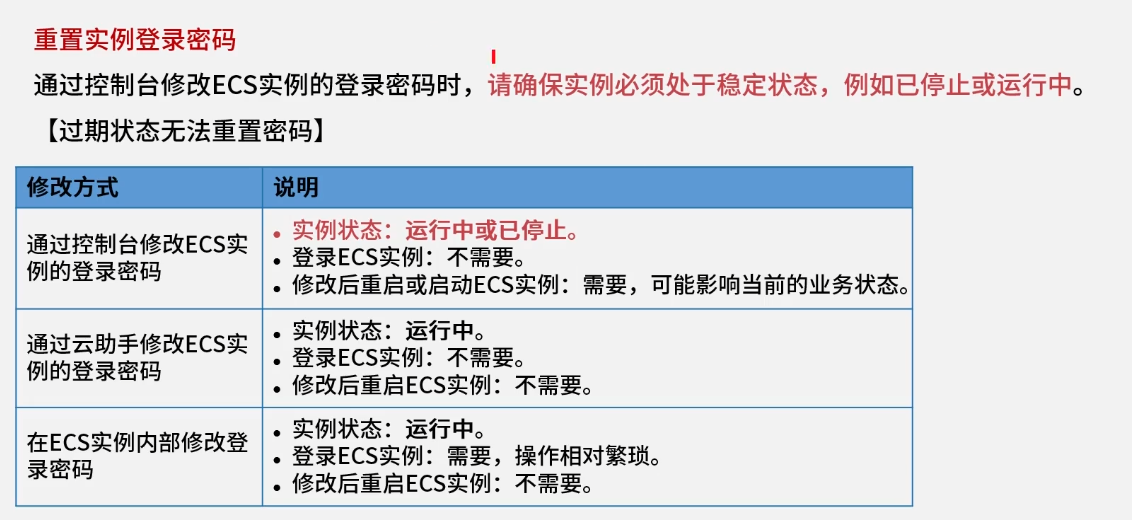 重置实例登录密码
通过控制台修改ECS实例的登录密码时，请确保实例必须处于稳定状态，例如已停止或运行中。
【过期状态无法重置密码】
修改方式 说明
通过控制台修改ECS实
例的登录密码
• 实例状态：运行中或已停止。
• 登录ECS实例：不需要。
• 修改后重启或启动ECS实例：需要，可能影响当前的业务状态。
通过云助手修改ECS实
例的登录密码
• 实例状态：运行中。
• 登录ECS实例：不需要。
• 修改后重启ECS实例：不需要。
在ECS实例内部修改登
录密码
• 实例状态：运行中。
• 登录ECS实例：需要，操作相对繁琐。
• 修改后重启ECS实例：不需要。